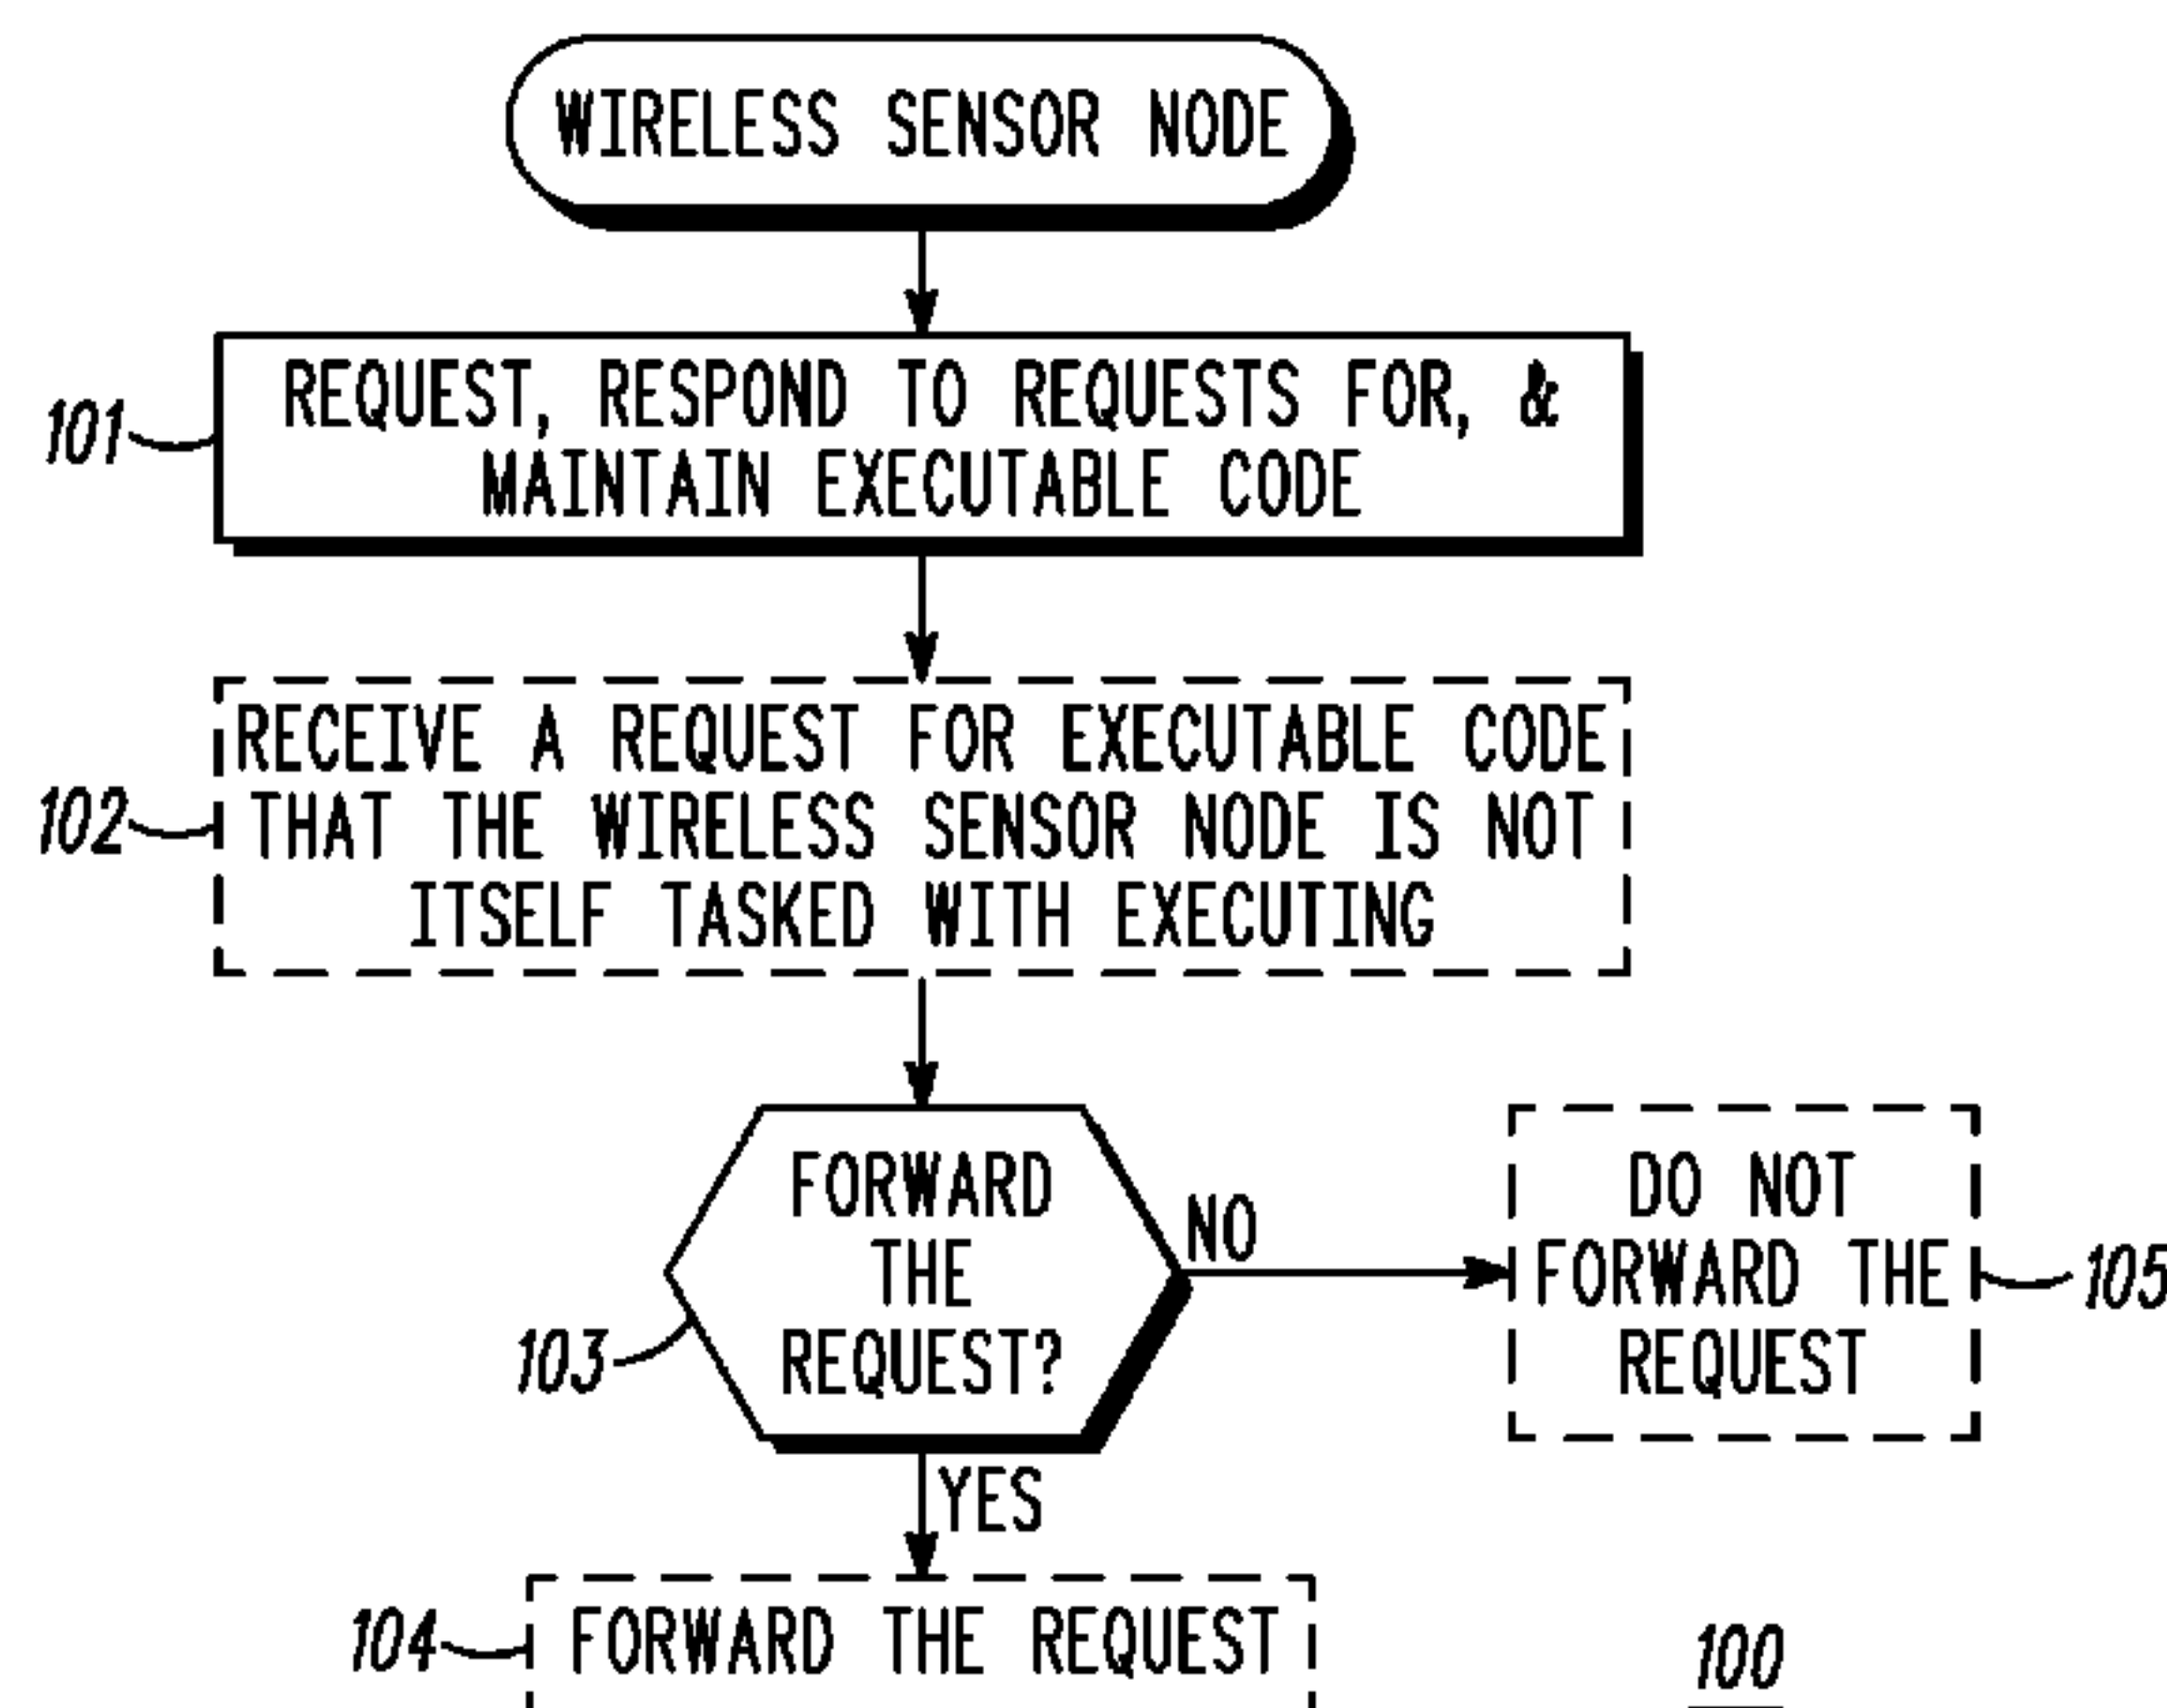 WIRELESS SENSOR NODE
101
REQUEST, RESPOND TO REQUESTS FOR, &
MAINTAIN EXECUTABLE CODE
102
RECEIVE A REQUEST FOR EXECUTABLE CODE
THAT THE WIRELESS SENSOR NODE IS NOT
ITSELF TASKED WITH EXECUTING
103
FORWARD
THE
REQUEST?
NO
DO NOT
FORWARD THE
REQUEST
105
YES
104
FORWARD THE REQUEST
100